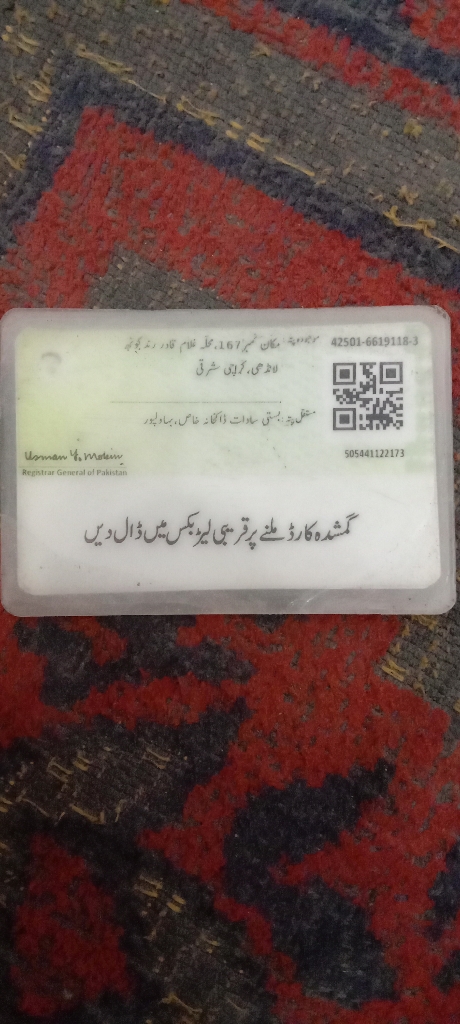 42501-6619118-3
موجودہ پتہ: مکان نمبر 167، محلہ غلام قادر رند گوٹھ
لانڈھی، کراچی شرقی
مستقل پتہ: بستی سادات ڈاکخانہ خاص، بہاولپور
505441122173
Usman Y. Mobin
Registrar General of Pakistan
گمشدہ کارڈ ملنے پر قریبی لیٹر بکس میں ڈال دیں